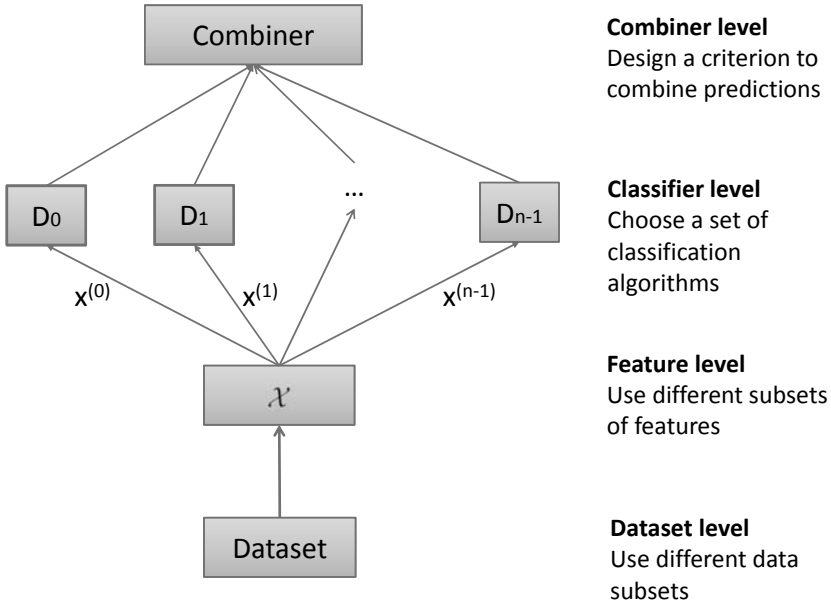 Combiner
Combiner level
Design a criterion to
combine predictions
D0
D1
...
Dn-1
Classifier level
Choose a set of
classification
algorithms
x(0)
x(1)
x(n-1)
𝒳
Feature level
Use different subsets
of features
Dataset
Dataset level
Use different data
subsets